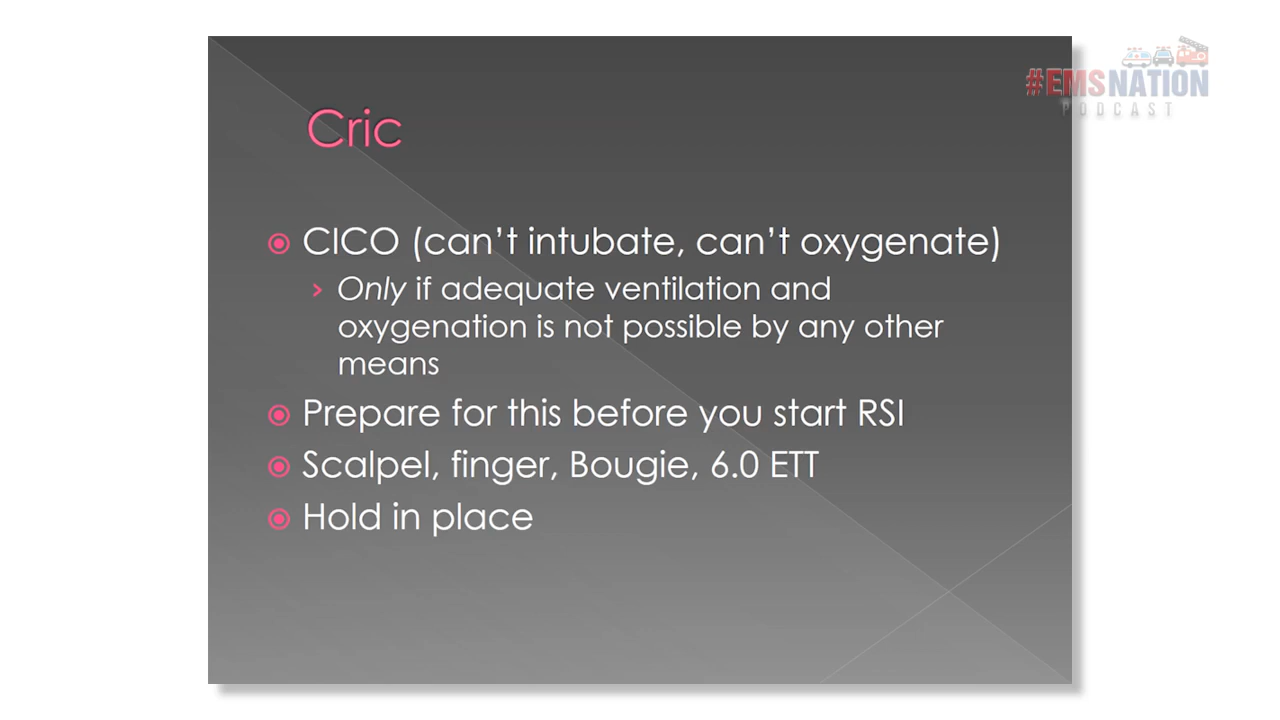 #EMSNATION
PODCAST
Cric
CICO (can't intubate, can't oxygenate)
Only if adequate ventilation and
oxygenation is not possible by any other
means
Prepare for this before you start RSI
Scalpel, finger, Bougie, 6.0 ETT
Hold in place